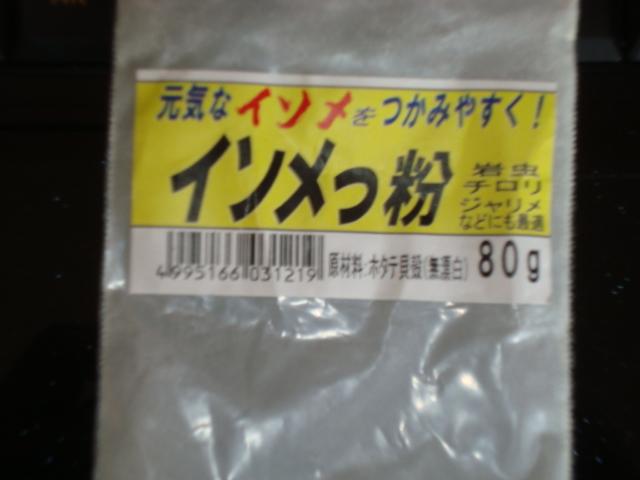 元気なイソメをつかみやすく!
イソメっ粉
岩虫
チロリ
ジャリメ
などにも最適
4995166031219
原材料:ホタテ貝殻(無漂白)
80g